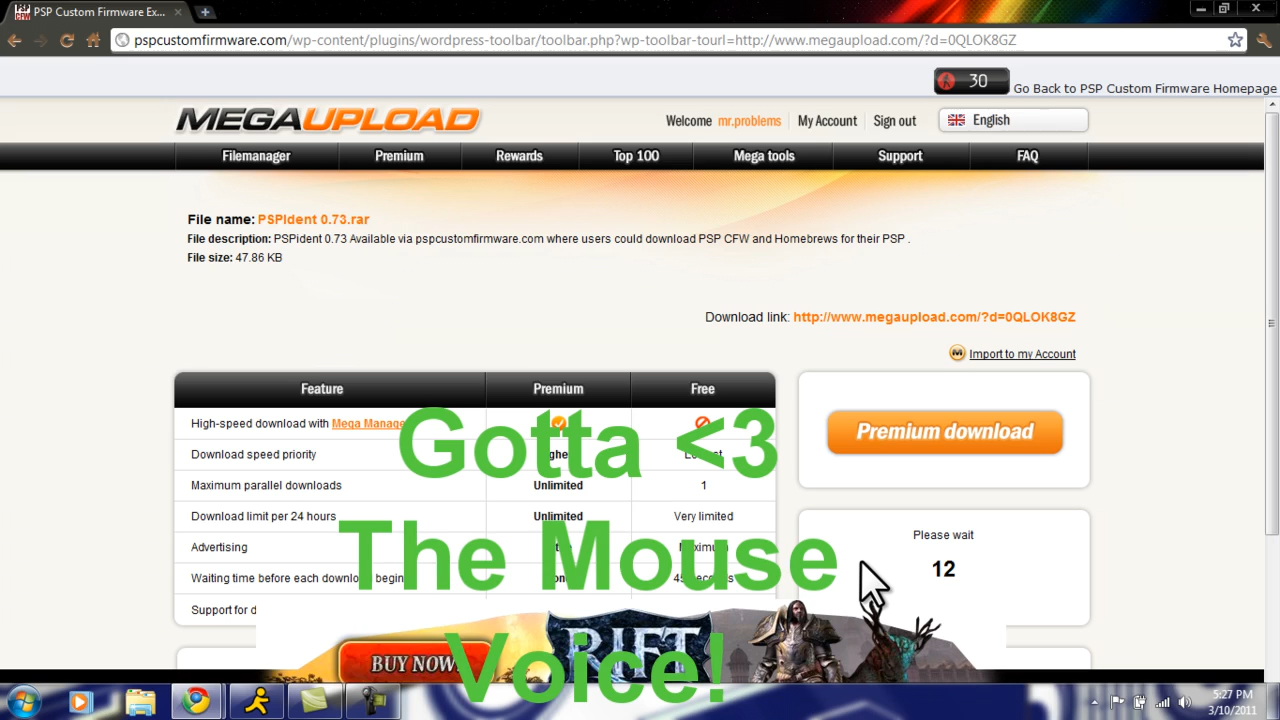 PSP Custom Firmware Ex...
pspcustomfirmware.com/wp-content/plugins/wordpress-toolbar/toolbar.php?wp-toolbar-tourl=http://www.megaupload.com/?d=0QLOK8GZ
30 Go Back to PSP Custom Firmware Homepage
MEGAUPLOAD
Welcome mr.problems My Account Sign out English
Filemanager Premium Rewards Top 100 Mega tools Support FAQ
File name: PSPIdent 0.73.rar
File description: PSPident 0.73 Available via pspcustomfirmware.com where users could download PSP CFW and Homebrews for their PSP .
File size: 47.86 KB
Download link: http://www.megaupload.com/?d=0QLOK8GZ
Import to my Account
Feature Premium Free
High-speed download with Mega Manage
Premium download
Download speed priority
Maximum parallel downloads Unlimited 1
Download limit per 24 hours Unlimited Very limited
Advertising
Waiting time before each download begin
Support for d
Please wait
12
Gotta <3
The Mouse
Voice!
BUY NOW
RIFT
5:27 PM
3/10/2011